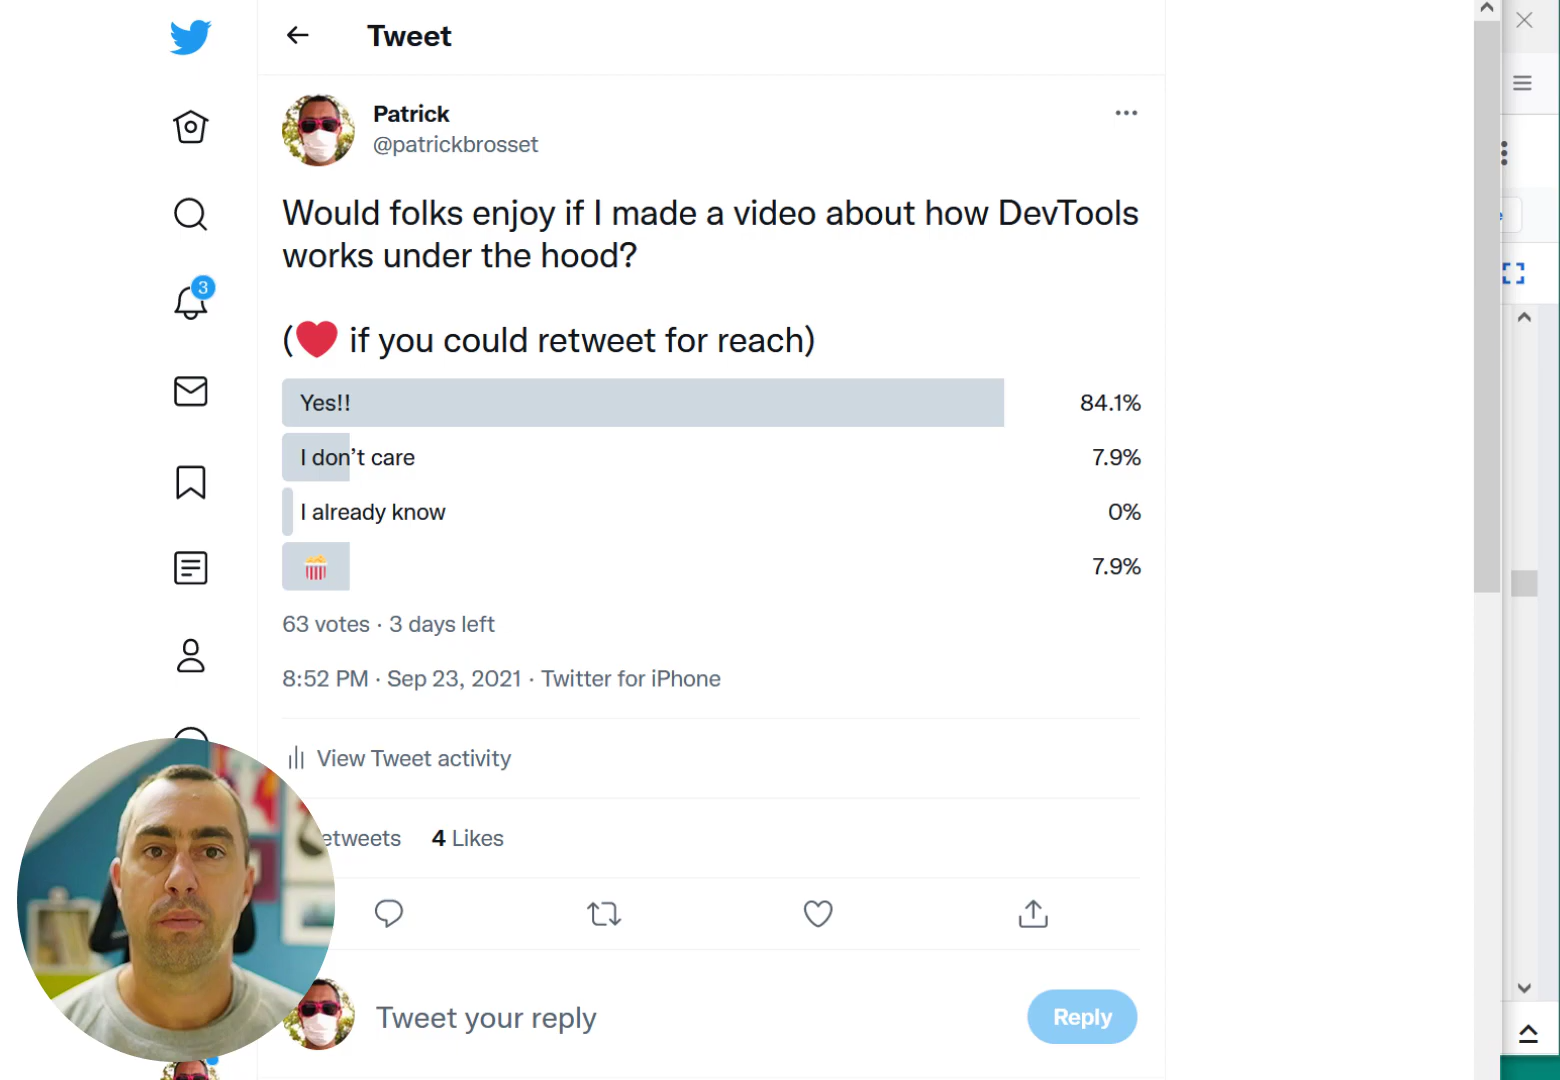 Tweet
Patrick
@patrickbrosset
Would folks enjoy if I made a video about how DevTools
works under the hood?
(❤️ if you could retweet for reach)
Yes!! 84.1%
I don’t care 7.9%
I already know 0%
🍿 7.9%
3
63 votes · 3 days left
8:52 PM · Sep 23, 2021 · Twitter for iPhone
View Tweet activity
etweets 4 Likes
Tweet your reply
Reply